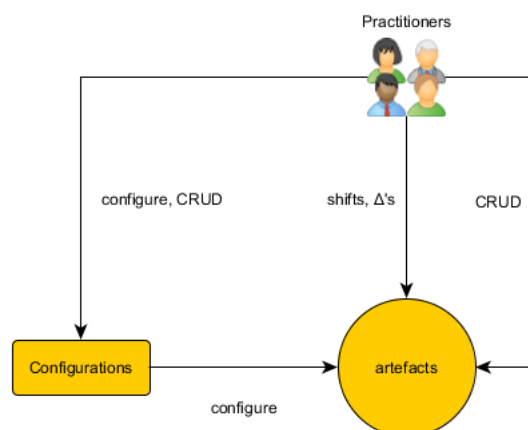 Practitioners
configure, CRUD
shifts, Δ's
CRUD
Configurations
artefacts
configure